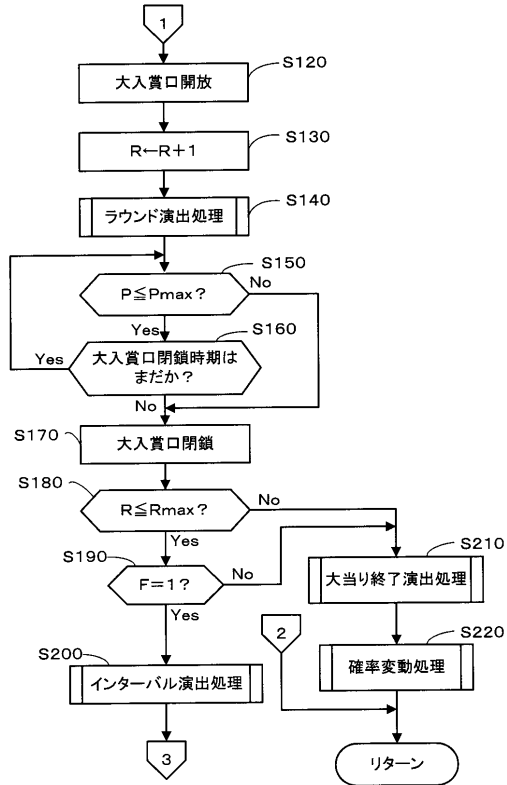 1
S120
大入賞口開放
S130
R←R+1
S140
ラウンド演出処理
S150
P≦Pmax?
No
Yes
S160
大入賞口閉鎖時期は
まだか?
Yes
No
S170
大入賞口閉鎖
S180
R≦Rmax?
No
Yes
S190
F=1?
No
Yes
S210
大当り終了演出処理
2
S220
確率変動処理
S200
インターバル演出処理
3
リターン